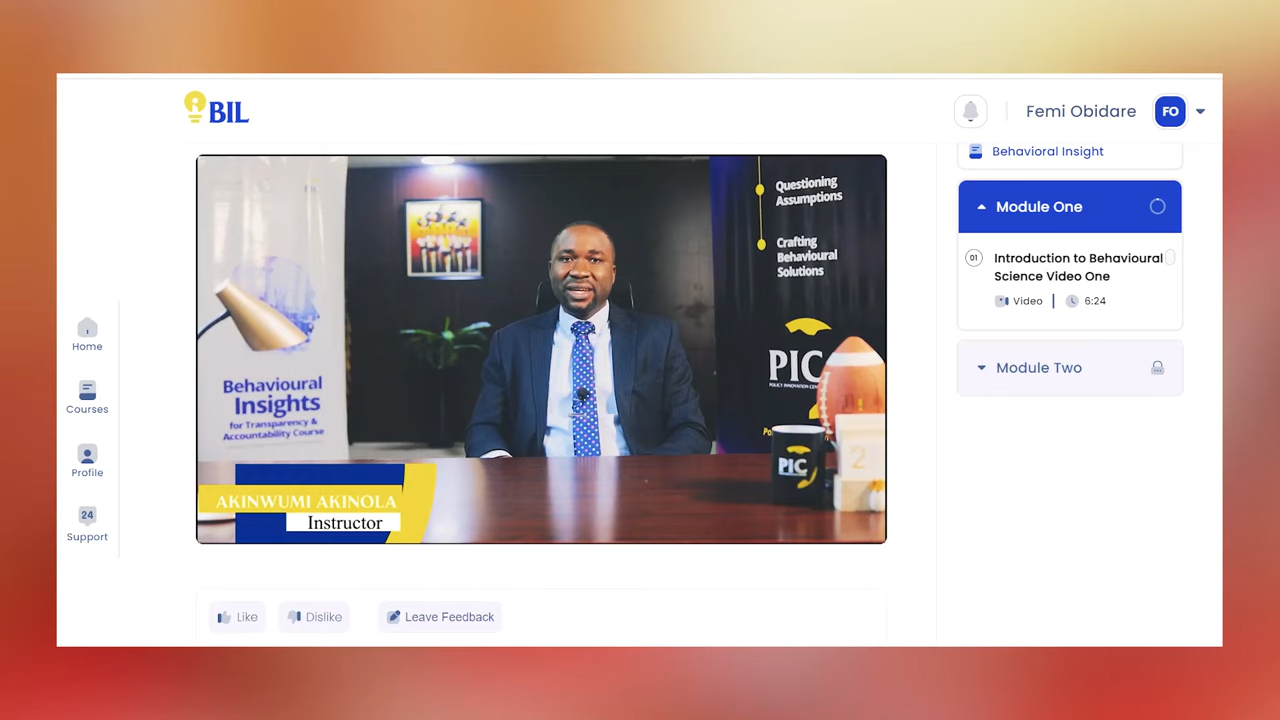 BIL
Femi Obidare
FO
Behavioral Insight
Module One
01
Introduction to Behavioural
Science Video One
Video
6:24
Module Two
Home
Courses
Profile
24
Support
Questioning
Assumptions
Crafting
Behavioural
Solutions
PIC
Behavioural
Insights
for Transparency &
Accountability Course
PIC
2
AKINWUMI AKINOLA
Instructor
Like
Dislike
Leave Feedback